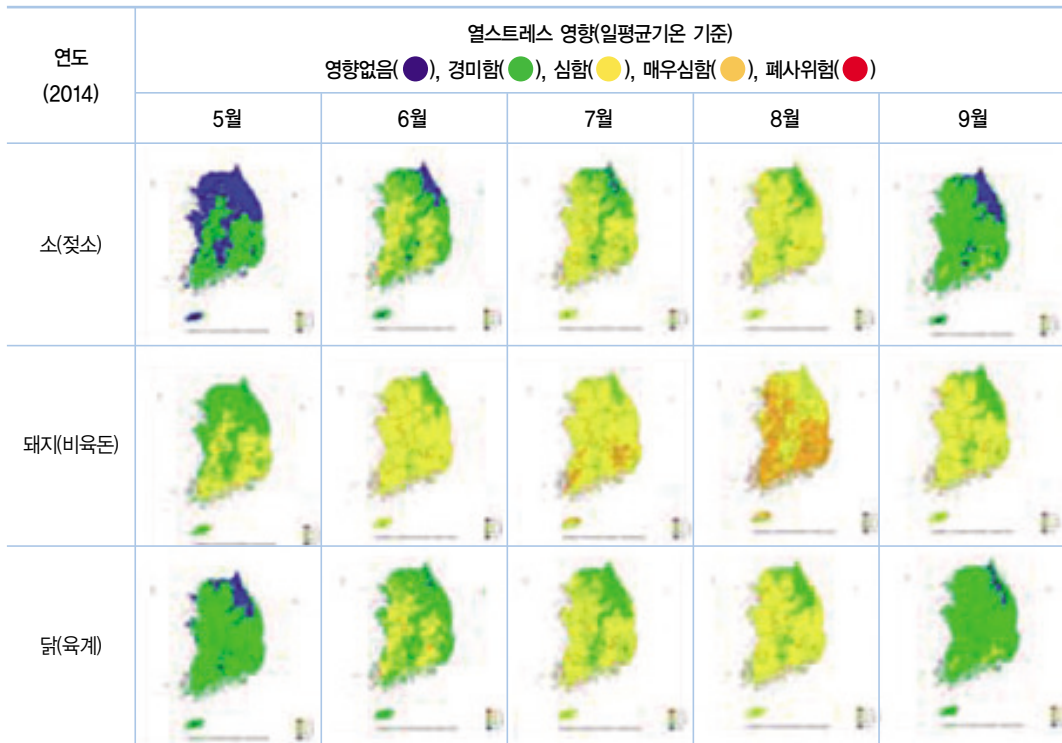 연도
(2014)
열스트레스 영향(일평균기온 기준)
영향없음( ), 경미함( ), 심함( ), 매우심함( ), 폐사위험( )
5월
6월
7월
8월
9월
소(젖소)
돼지(비육돈)
닭(육계)